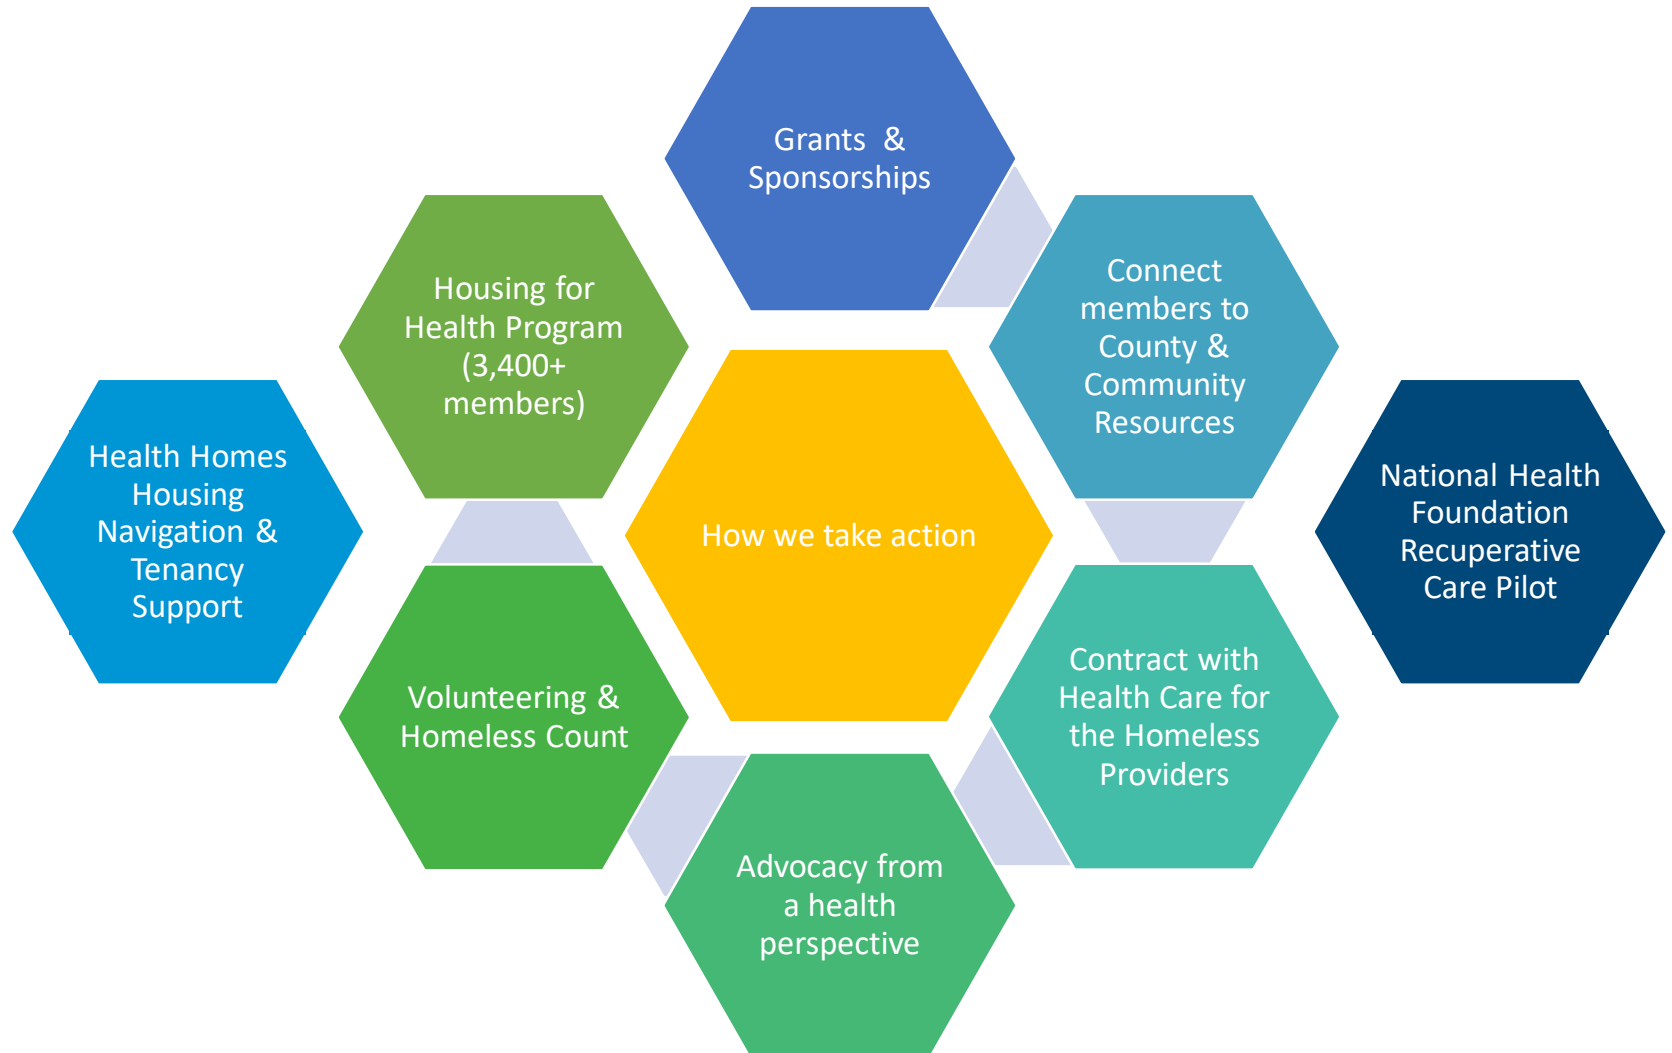 Grants & 
Sponsorships
Housing for
Health Program
(3,400+
members)
Connect
members to
County &
Community
Resources
Health Homes
Housing
Navigation &
Tenancy
Support
How we take action
National Health
Foundation
Recuperative
Care Pilot
Volunteering &
Homeless Count
Contract with
Health Care for
the Homeless
Providers
Advocacy from
a health
perspective